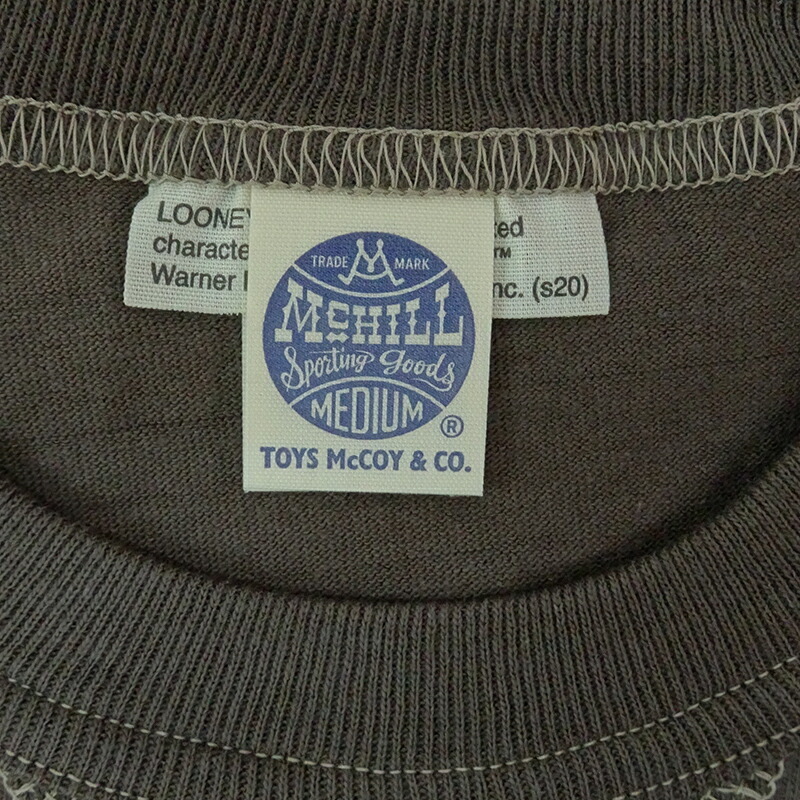 LOONEY
characte
Warner
ted
™
nc. (s20)
TRADE MARK
McHILL
Sporting Goods
MEDIUM
®
TOYS McCOY & CO.